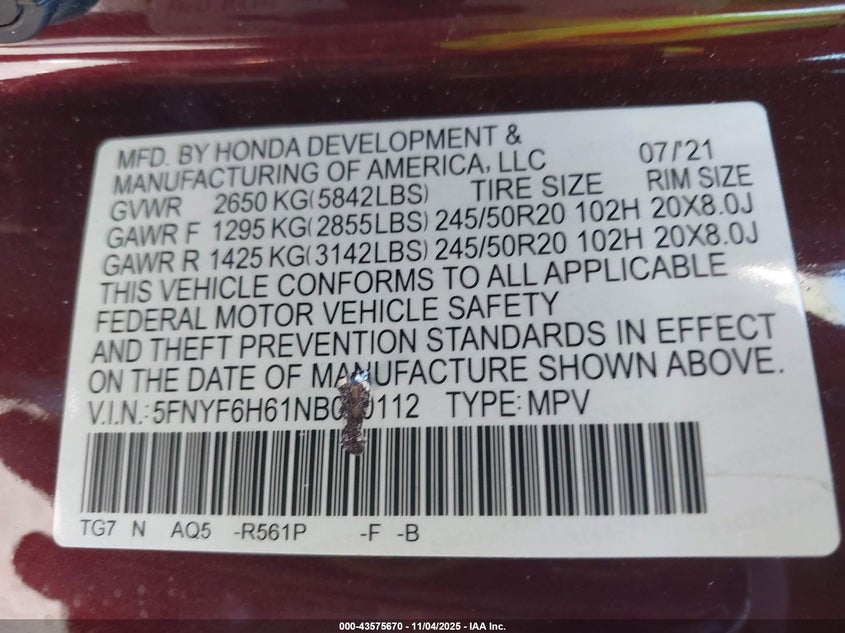 MFD. BY HONDA DEVELOPMENT &
MANUFACTURING OF AMERICA, LLC 07/'21
GVWR 2650 KG(5842LBS) TIRE SIZE RIM SIZE
GAWR F 1295 KG(2855LBS) 245/50R20 102H 20X8.0J
GAWR R 1425 KG(3142LBS) 245/50R20 102H 20X8.0J
THIS VEHICLE CONFORMS TO ALL APPLICABLE
FEDERAL MOTOR VEHICLE SAFETY
AND THEFT PREVENTION STANDARDS IN EFFECT
ON THE DATE OF MANUFACTURE SHOWN ABOVE.
V.I.N.: TYPE: MPV
TG7 N AQ5 -R561P -F -B
000-43575670 - 11/04/2025 - IAA Inc.